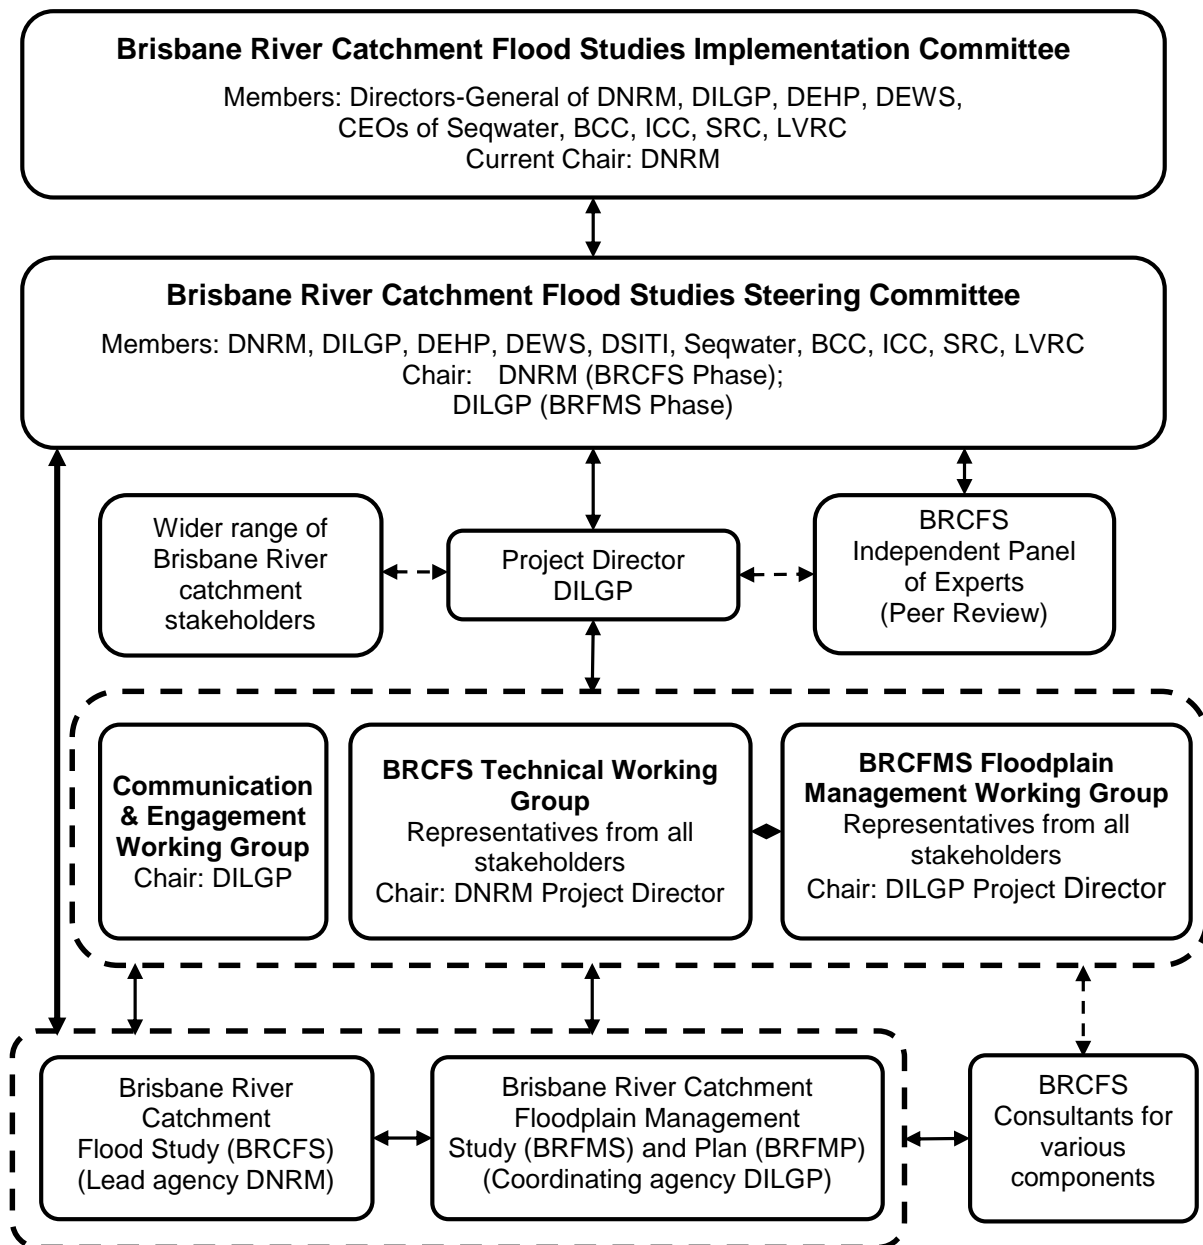 Brisbane River Catchment Flood Studies Implementation Committee
Members: Directors-General of DNRM, DILGP, DEHP, DEWS,
CEOs of Seqwater, BCC, ICC, SRC, LVRC
Current Chair: DNRM
Brisbane River Catchment Flood Studies Steering Committee
Members: DNRM, DILGP, DEHP, DEWS, DSITI, Seqwater, BCC, ICC, SRC, LVRC
Chair: DNRM (BRCFS Phase);
DILGP (BRFMS Phase)
Wider range of
Brisbane River
catchment
stakeholders
Project Director
DILGP
BRCFS
Independent Panel
of Experts
(Peer Review)
Communication
& Engagement
Working Group
Chair: DILGP
BRCFS Technical Working
Group
Representatives from all
stakeholders
Chair: DNRM Project Director
BRCFMS Floodplain
Management Working Group
Representatives from all
stakeholders
Chair: DILGP Project Director
Brisbane River
Catchment
Flood Study (BRCFS)
(Lead agency DNRM)
Brisbane River Catchment
Floodplain Management
Study (BRFMS) and Plan (BRFMP)
(Coordinating agency DILGP)
BRCFS
Consultants for
various
components